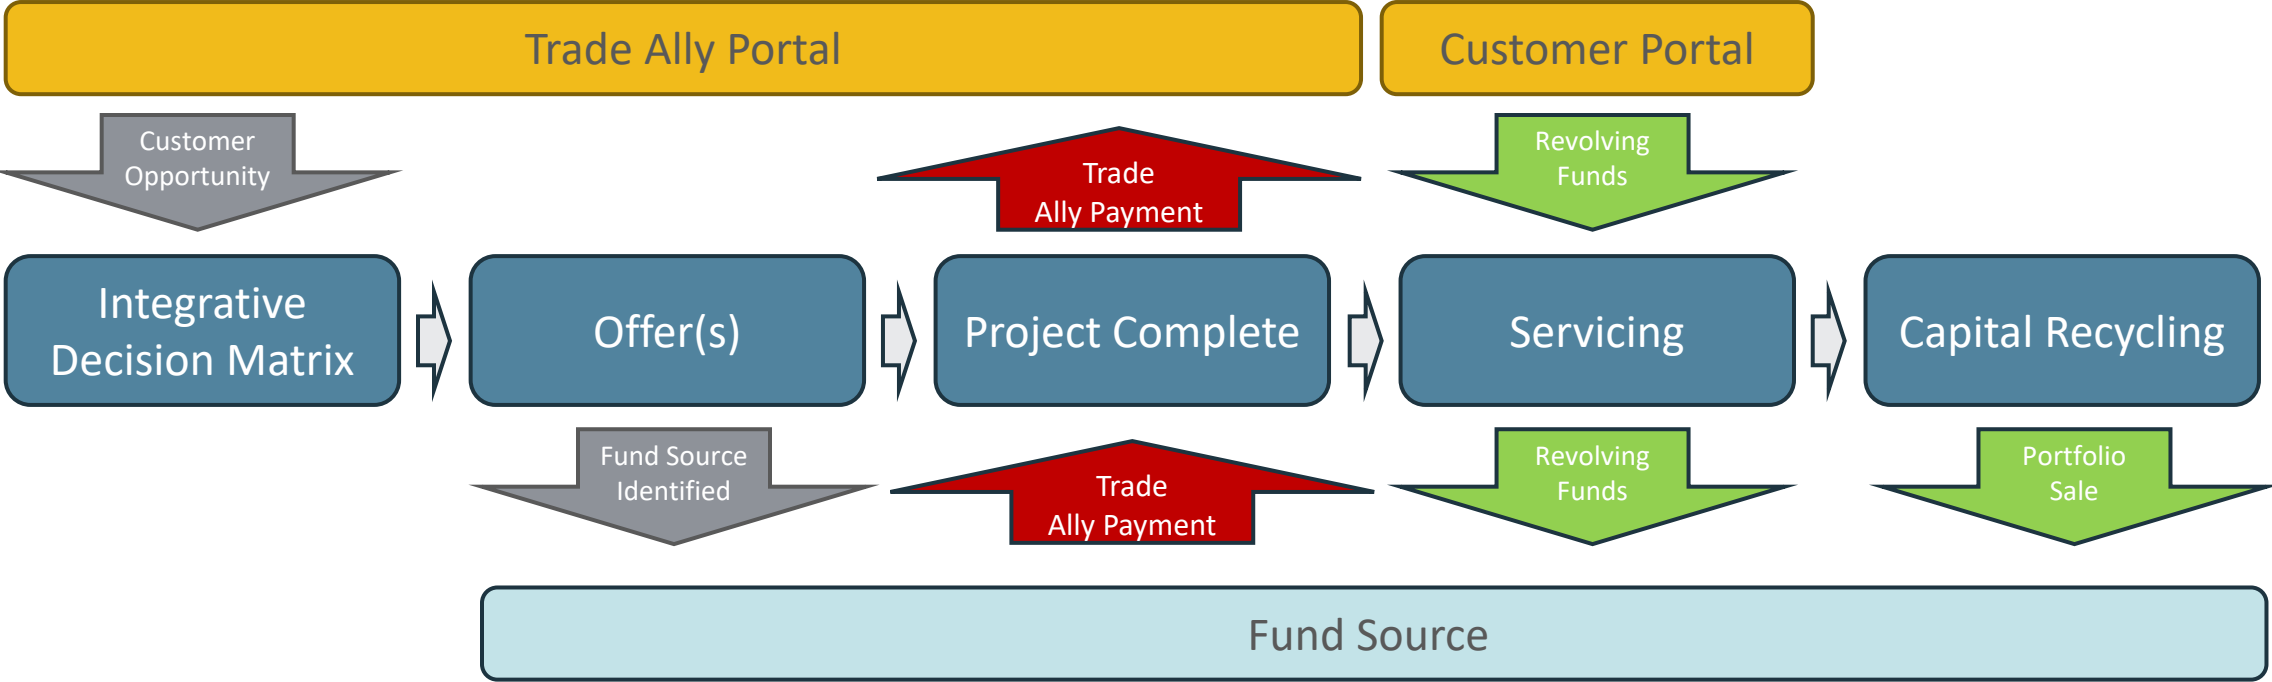 Trade Ally Portal
Customer Portal
Customer
Opportunity
Trade
Ally Payment
Revolving
Funds
Integrative
Decision Matrix
Offer(s)
Project Complete
Servicing
Capital Recycling
Fund Source
Identified
Trade
Ally Payment
Revolving
Funds
Portfolio
Sale
Fund Source